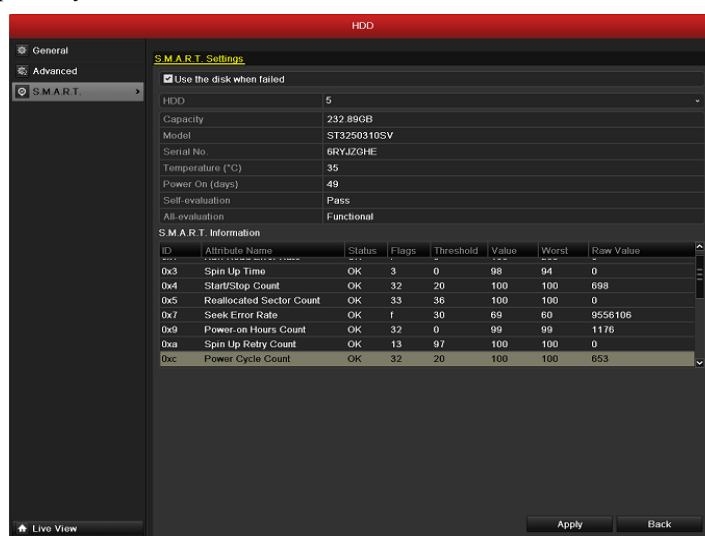 HDD
General
Advanced
S.M.A.R.T.
S.M.A.R.T. Settings
Use the disk when failed
HDD 5
Capacity 232.89GB
Model ST3250310SV
Serial No. 6RYJZGHE
Temperature (°C) 35
Power On (days) 49
Self-evaluation Pass
All-evaluation Functional
S.M.A.R.T. Information
ID Attribute Name Status Flags Threshold Value Worst Raw Value
0x3 Spin Up Time OK 3 0 98 94 0
0x4 Start/Stop Count OK 32 20 100 100 698
0x5 Reallocated Sector Count OK 33 36 100 100 0
0x7 Seek Error Rate OK f 30 69 60 9556106
0x9 Power-on Hours Count OK 32 0 99 99 1176
0xa Spin Up Retry Count OK 13 97 100 100 0
0xc Power Cycle Count OK 32 20 100 100 653
Apply Back
Live View